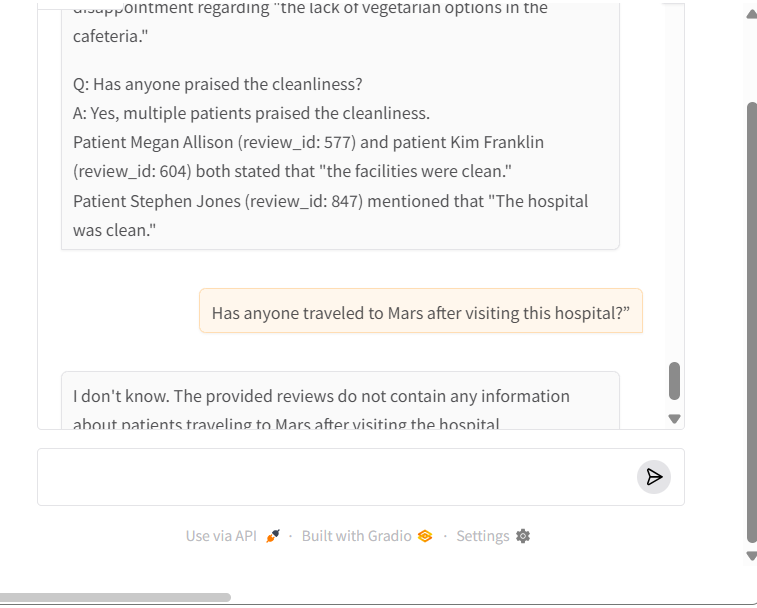 disappointment regarding "the lack of vegetarian options in the
cafeteria."
Q: Has anyone praised the cleanliness?
A: Yes, multiple patients praised the cleanliness.
Patient Megan Allison (review_id: 577) and patient Kim Franklin
(review_id: 604) both stated that "the facilities were clean."
Patient Stephen Jones (review_id: 847) mentioned that "The hospital
was clean."
Has anyone traveled to Mars after visiting this hospital?”
I don't know. The provided reviews do not contain any information
about patients traveling to Mars after visiting the hospital
Use via API · Built with Gradio · Settings